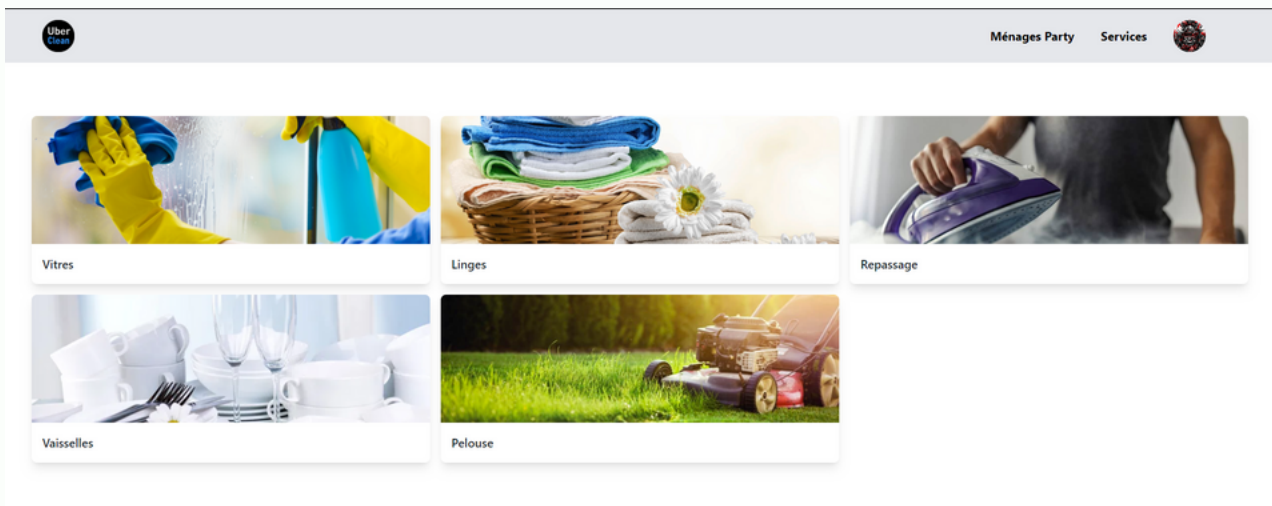 Uber
Clean
Ménages Party
Services
Vitres
Linges
Repassage
Vaisselles
Pelouse